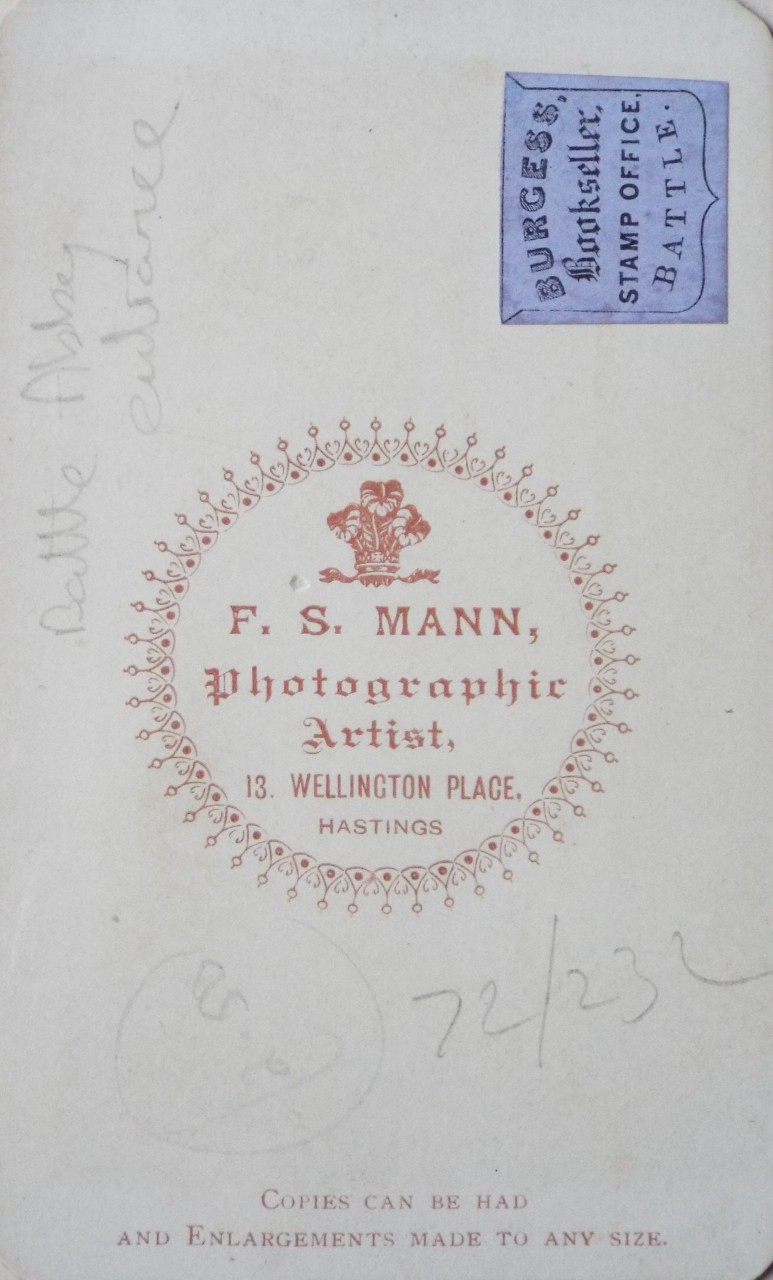 BURGESS,
Bookseller,
STAMP OFFICE,
BATTLE.
Battle Abbey
entrance
F. S. MANN,
Photographic
Artist,
13. WELLINGTON PLACE,
HASTINGS
72/232
COPIES CAN BE HAD
AND ENLARGEMENTS MADE TO ANY SIZE.